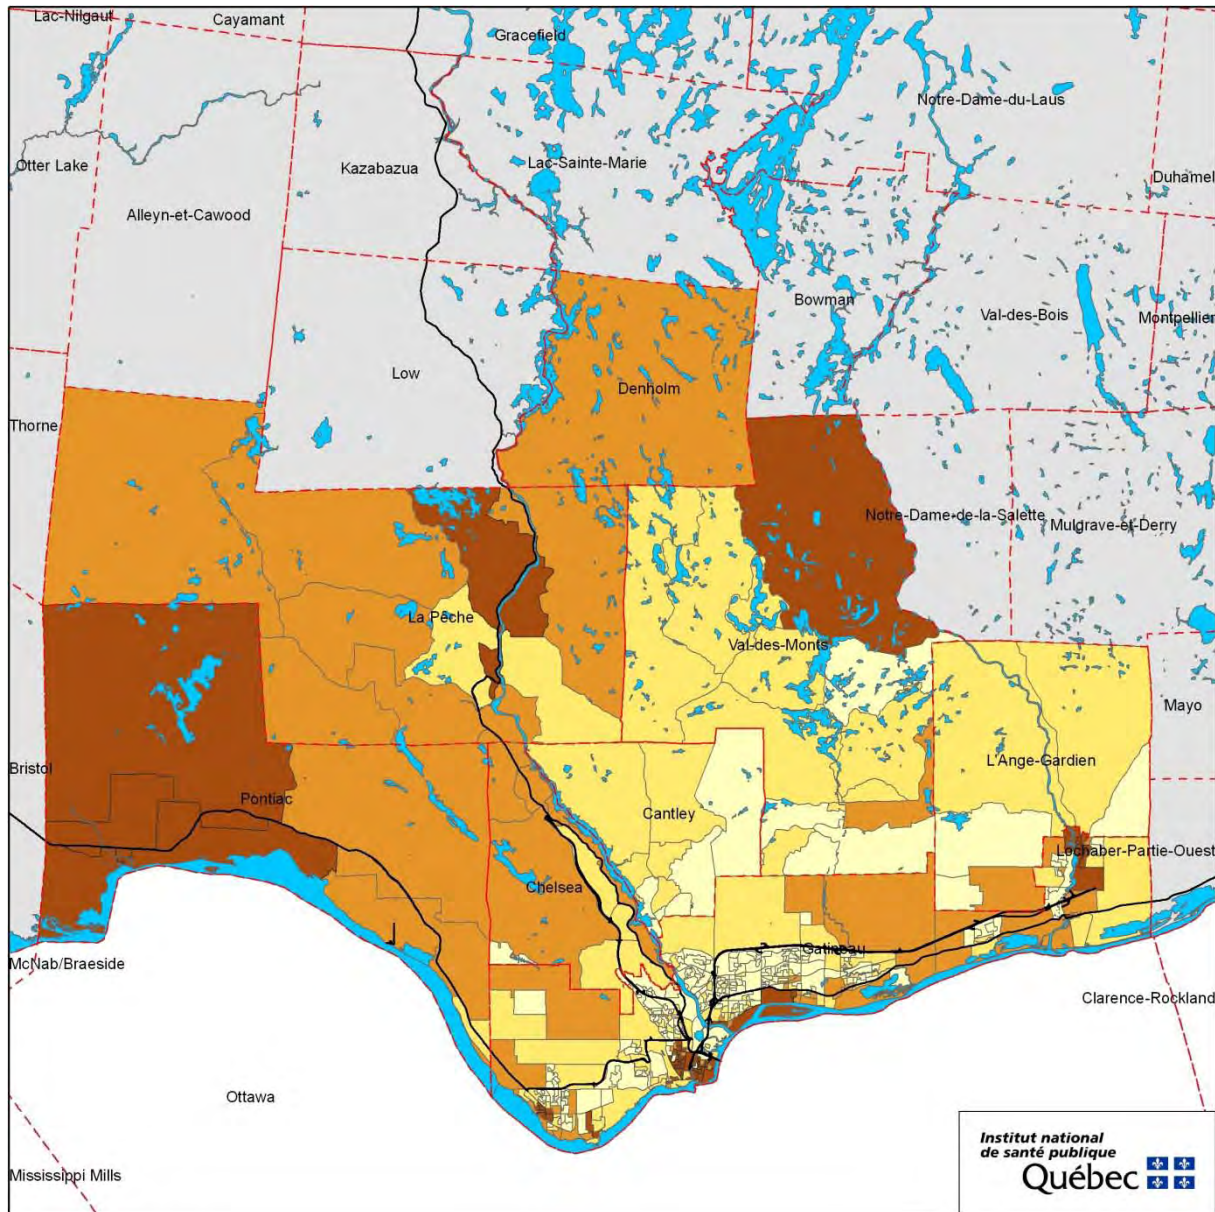 Lac-Nilgaut
Cayamant
Gracefield
Notre-Dame-du-Laus
Otter Lake
Kazabazua
Lac-Sainte-Marie
Duhamel
Alleyn-et-Cawood
Bowman
Val-des-Bois
Montpellier
Low
Denholm
Thorne
Notre-Dame-de-la-Salette
Mulgrave-et-Derry
La Pêche
Val-des-Monts
Mayo
Bristol
L'Ange-Gardien
Pontiac
Cantley
Lochaber-Partie-Ouest
Chelsea
Gatineau
McNab/Braeside
Clarence-Rockland
Ottawa
Mississippi Mills
Institut national
de santé publique
Québec